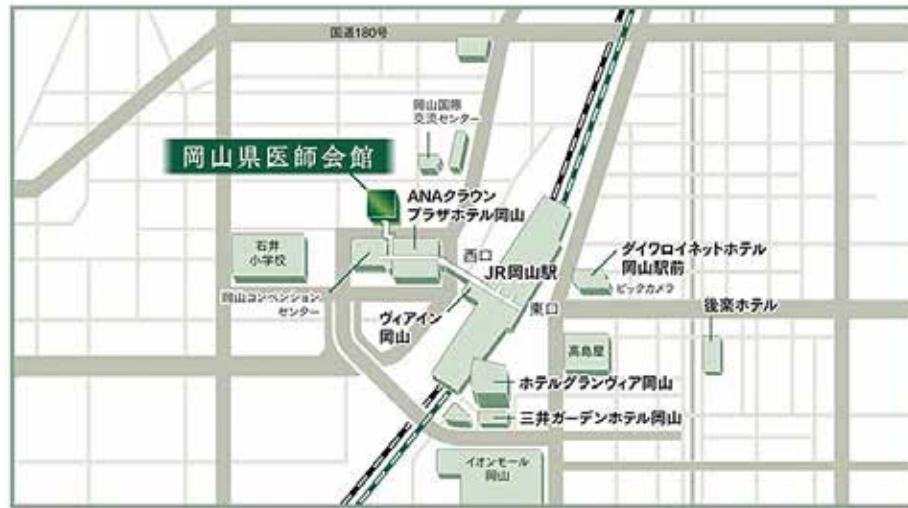 国道180号
岡山国際
交流センター
岡山県医師会館
ANAクラウン
プラザホテル岡山
石井
小学校
西口
JR岡山駅
ダイワロイネットホテル
岡山駅前
ビックカメラ
岡山コンベンション
センター
ヴィアイン
岡山
東口
後楽ホテル
高島屋
ホテルグランヴィア岡山
三井ガーデンホテル岡山
イオンモール
岡山